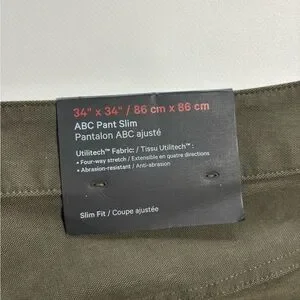 34" x 34" / 86 cm x 86 cm
ABC Pant Slim
Pantalon ABC ajusté
Utilitech™ Fabric: / Tissu Utilitech™ :
• Four-way stretch / Extensible en quatre directions
• Abrasion-resistant / Anti-abrasion
Slim Fit / Coupe ajustée